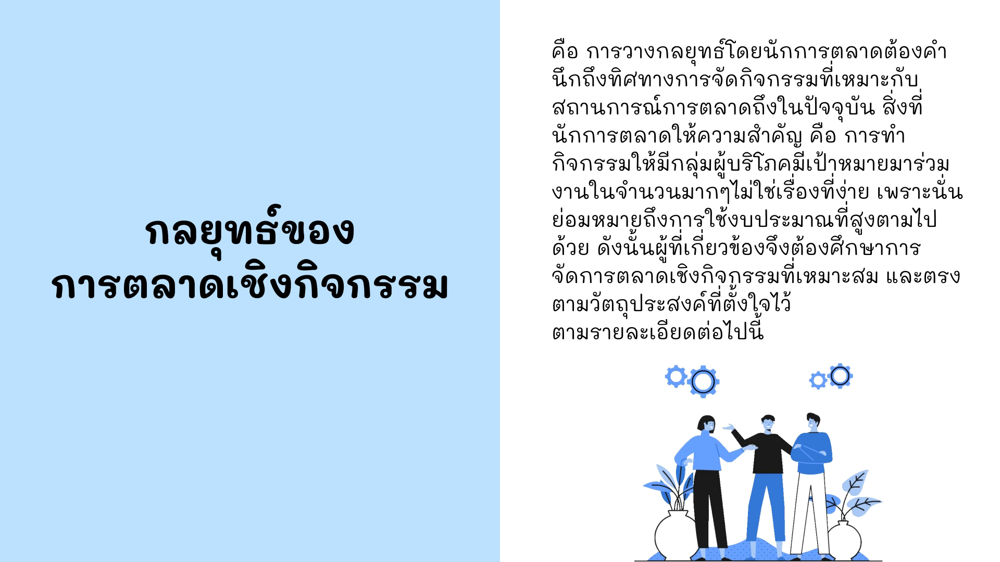 กลยุทธ์ของ
การตลาดเชิงกิจกรรม
คือ การวางกลยุทธ์โดยนักการตลาดต้องคำ
นึกถึงทิศทางการจัดกิจกรรมที่เหมาะกับ
สถานการณ์การตลาดถึงในปัจจุบัน สิ่งที่
นักการตลาดให้ความสำคัญ คือ การทำ
กิจกรรมให้มีกลุ่มผู้บริโภคมีเป้าหมายมาร่วม
งานในจำนวนมากๆไม่ใช่เรื่องที่ง่าย เพราะนั่น
ย่อมหมายถึงการใช้งบประมาณที่สูงตามไป
ด้วย ดังนั้นผู้ที่เกี่ยวข้องจึงต้องศึกษาการ
จัดการตลาดเชิงกิจกรรมที่เหมาะสม และตรง
ตามวัตถุประสงค์ที่ตั้งใจไว้
ตามรายละเอียดต่อไปนี้